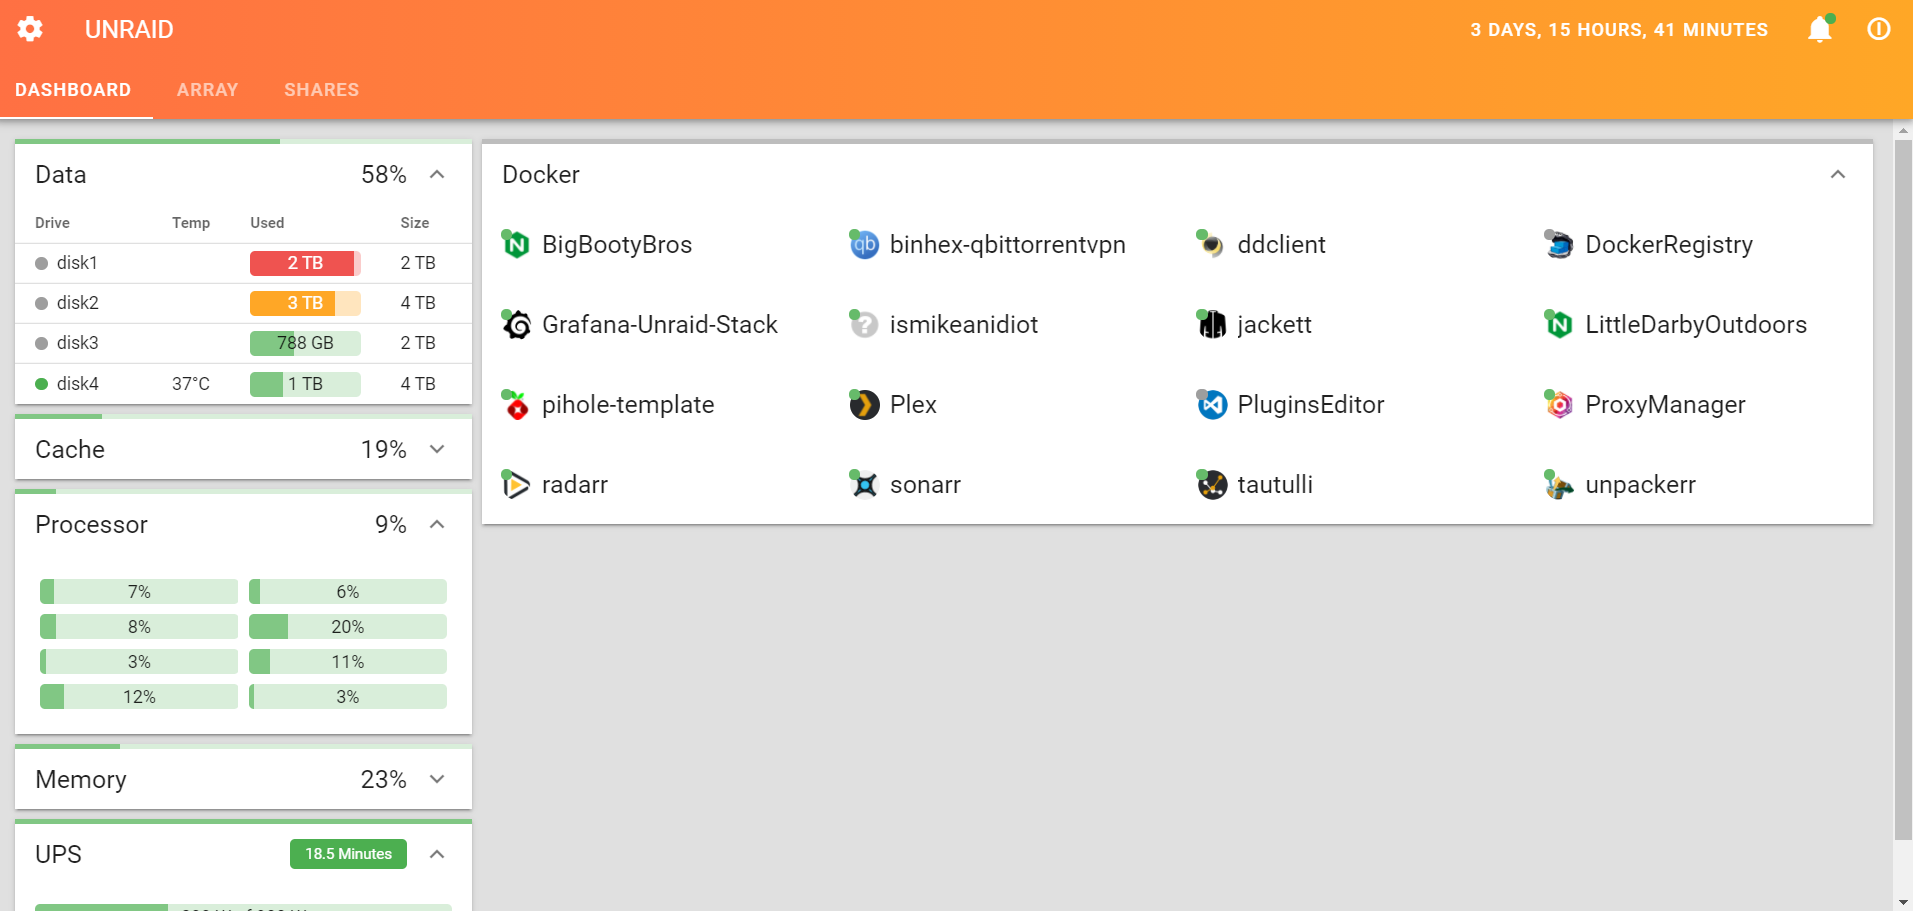 UNRAID
3 DAYS, 15 HOURS, 41 MINUTES
DASHBOARD ARRAY SHARES
Data 58%
Drive Temp Used Size
disk1 2 TB 2 TB
disk2 3 TB 4 TB
disk3 788 GB 2 TB
disk4 37°C 1 TB 4 TB
Cache 19%
Processor 9%
7% 6%
8% 20%
3% 11%
12% 3%
Memory 23%
UPS 18.5 Minutes
Docker
BigBootyBros binhex-qbittorrentvpn ddclient DockerRegistry
Grafana-Unraid-Stack ismikeanidiot jackett LittleDarbyOutdoors
pihole-template Plex PluginsEditor ProxyManager
radarr sonarr tautulli unpackerr